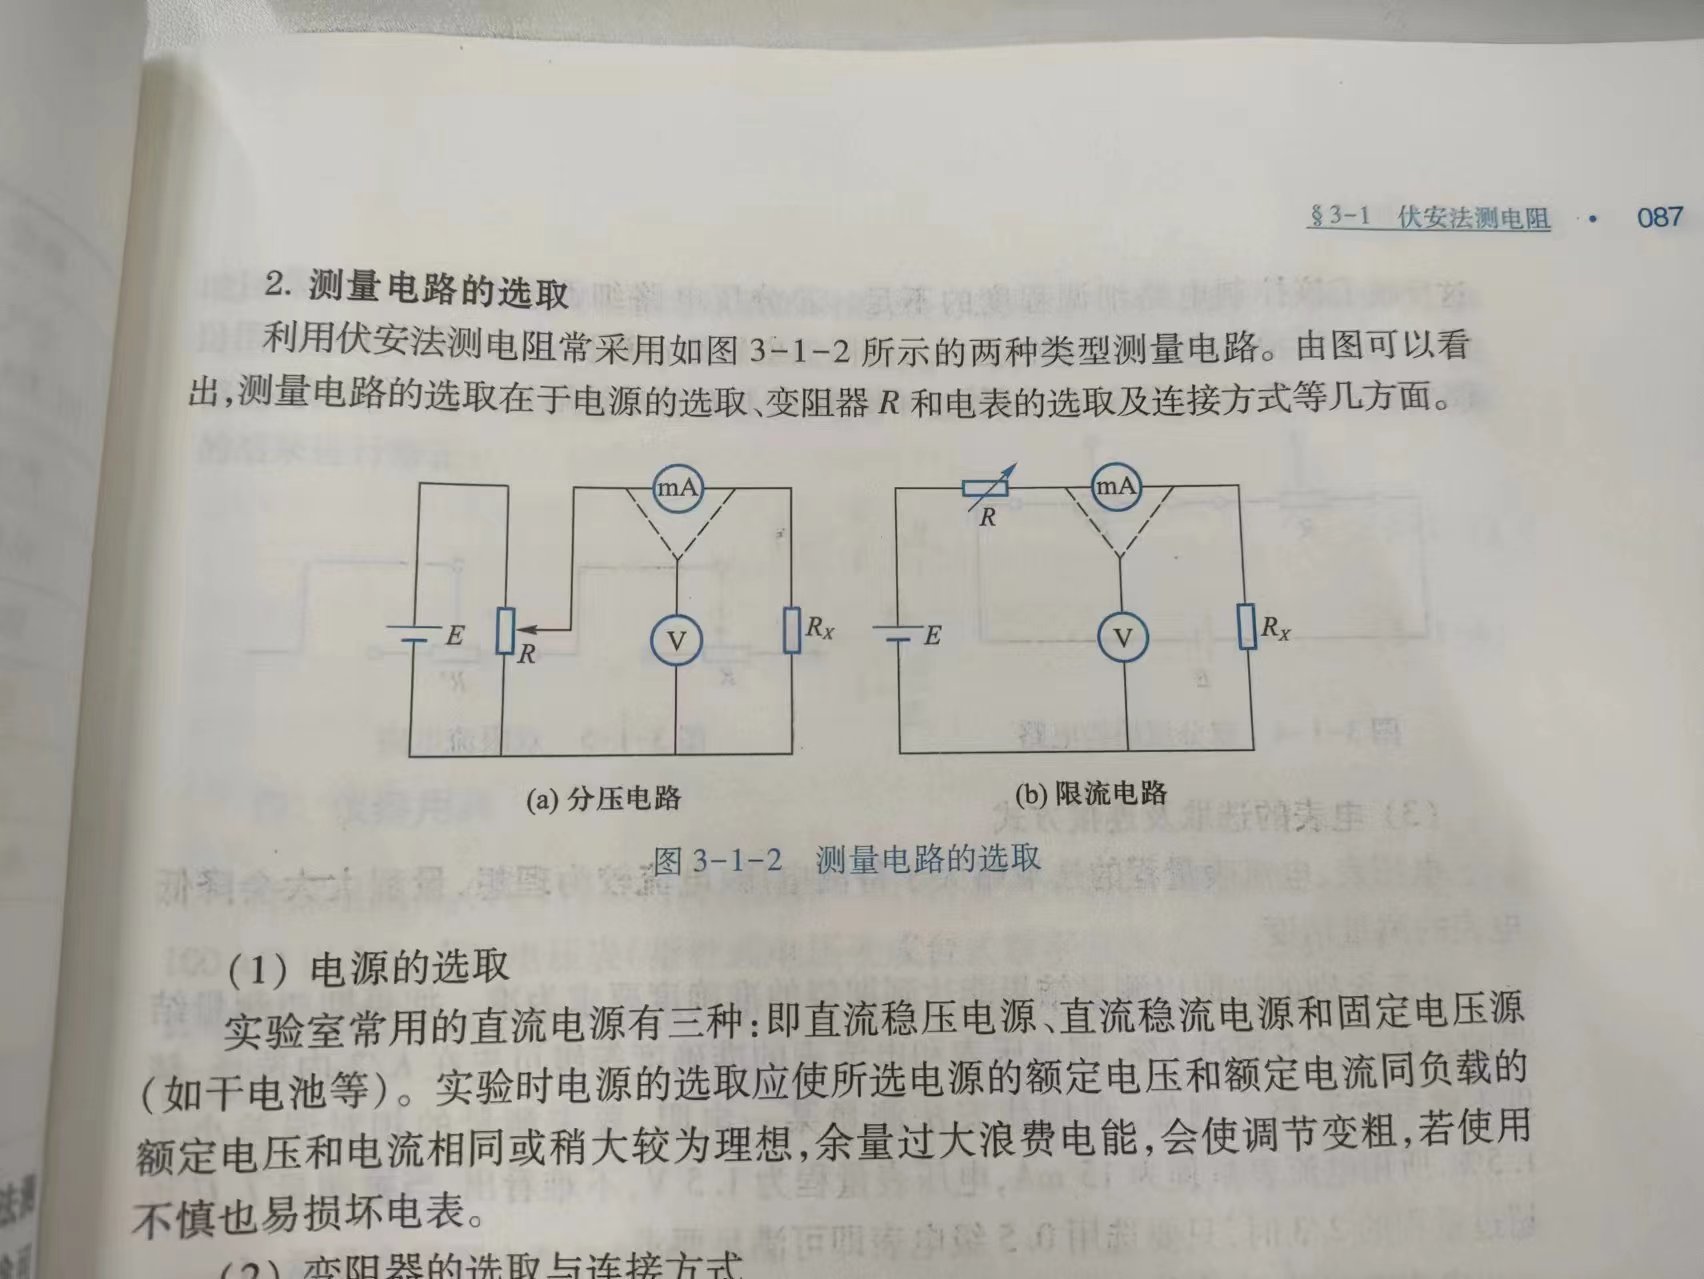 §3-1 伏安法测电阻 · 087
2. 测量电路的选取
利用伏安法测电阻常采用如图 3-1-2 所示的两种类型测量电路。由图可以看
出,测量电路的选取在于电源的选取、变阻器 R 和电表的选取及连接方式等几方面。
mA
E
R
V
RX
R
mA
E
V
RX
(a) 分压电路
(b) 限流电路
图 3-1-2 测量电路的选取
(1) 电源的选取
实验室常用的直流电源有三种:即直流稳压电源、直流稳流电源和固定电压源
(如干电池等)。实验时电源的选取应使所选电源的额定电压和额定电流同负载的
额定电压和电流相同或稍大较为理想,余量过大浪费电能,会使调节变粗,若使用
不慎也易损坏电表。
(2) 变阻器的选取与连接方式